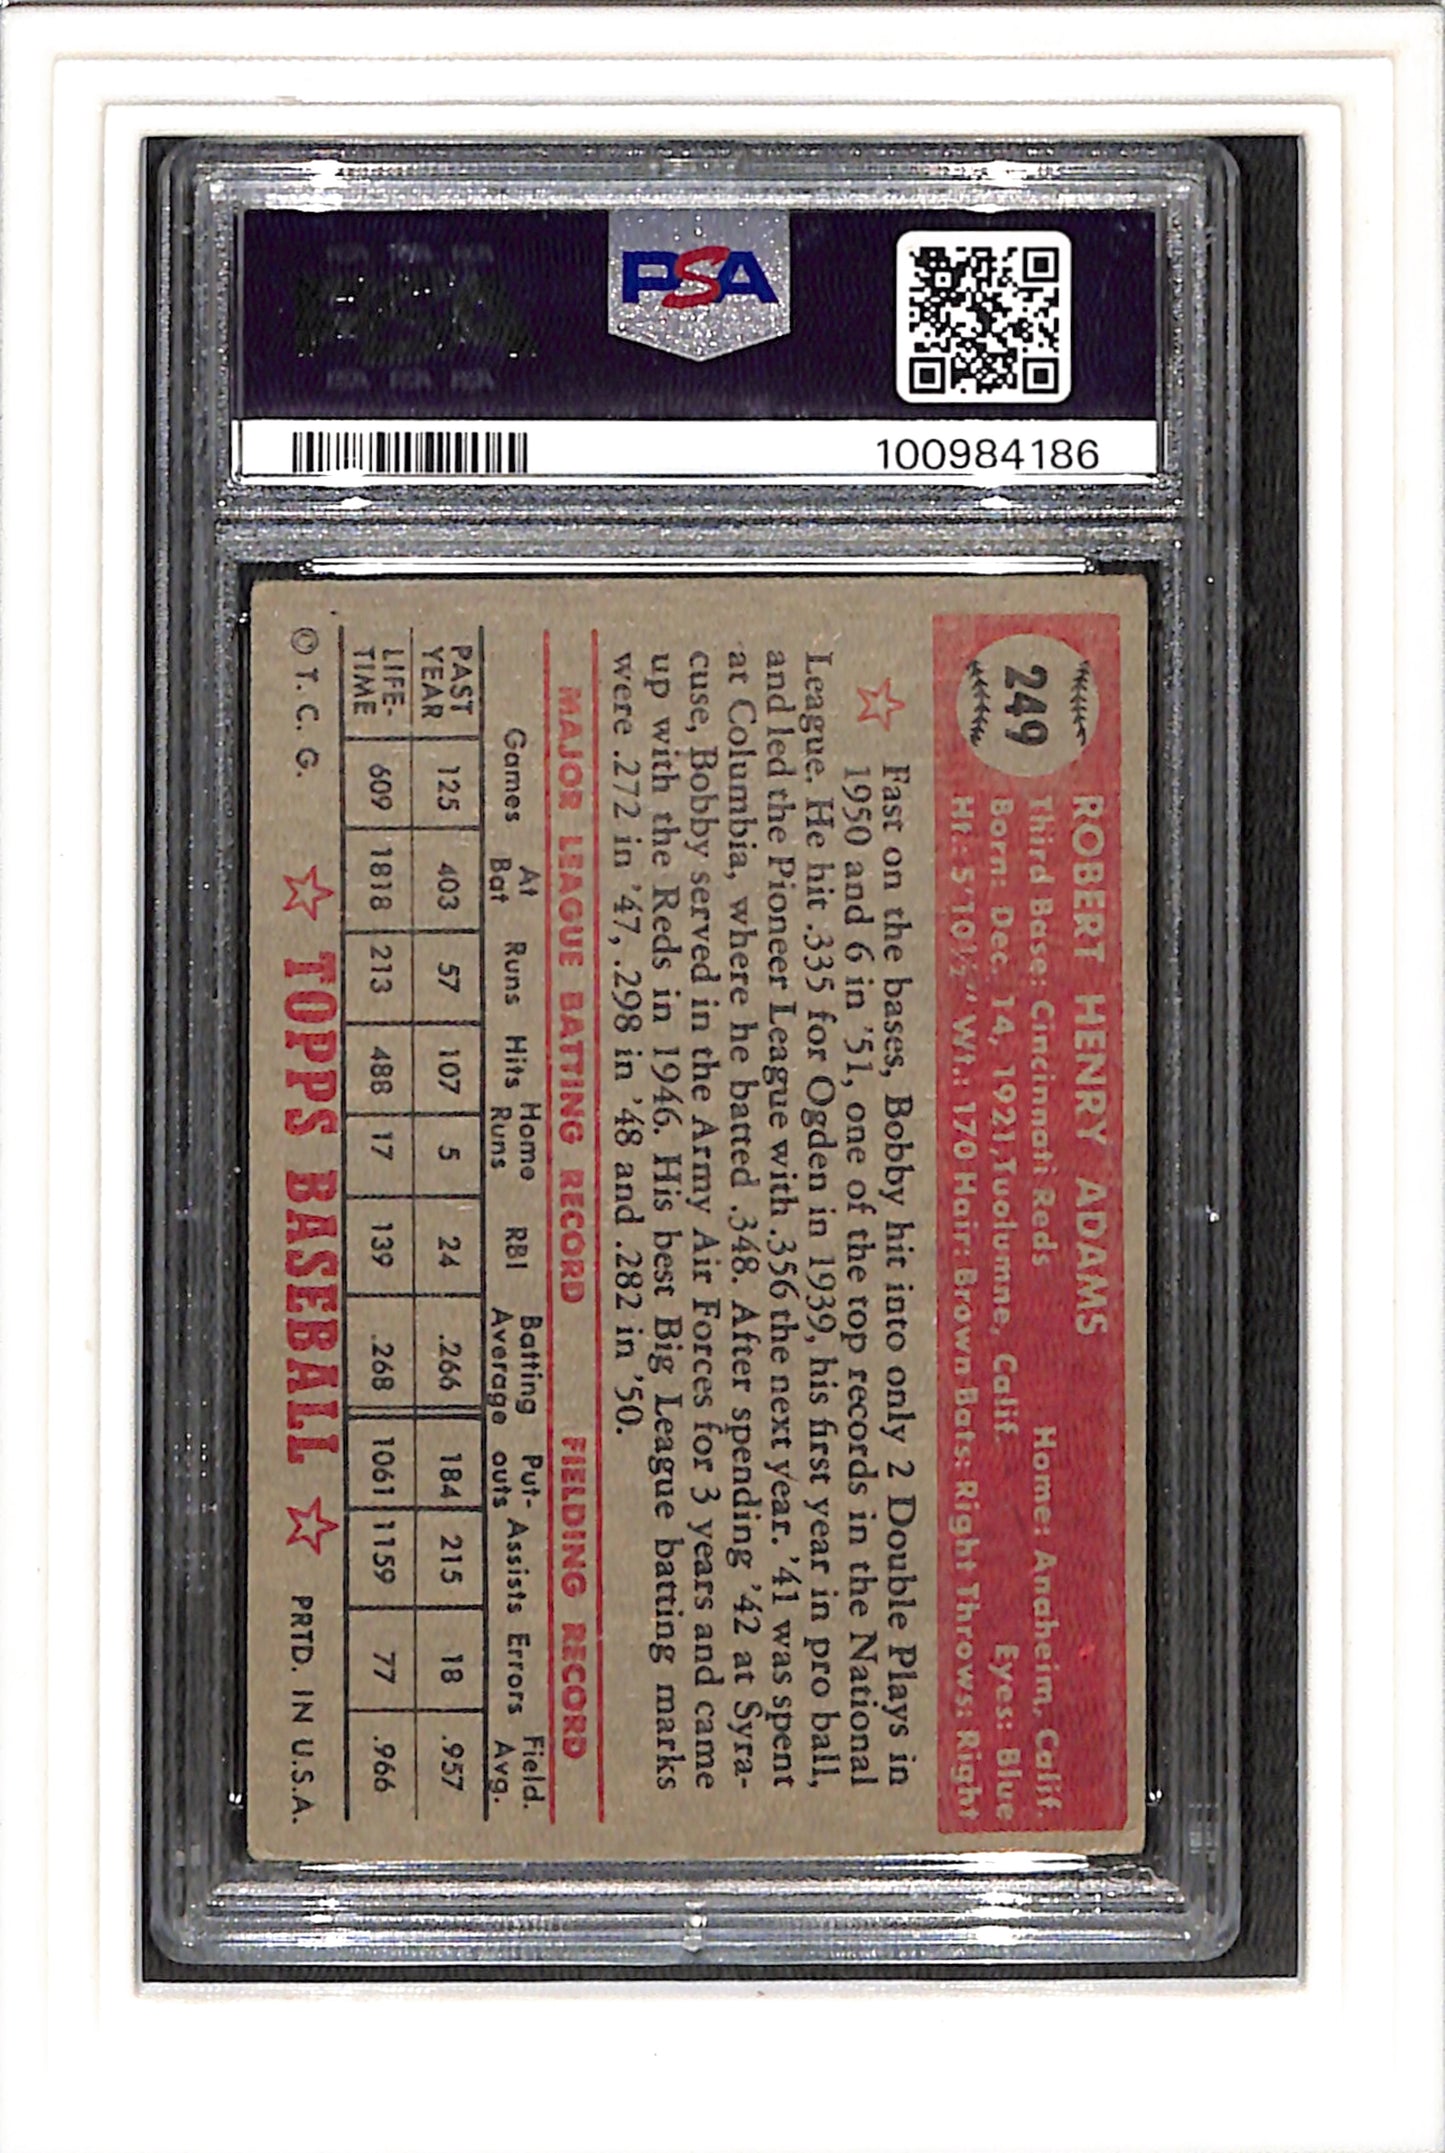 PSA
100984186
249
ROBERT HENRY ADAMS
Third Base: Cincinnati Reds Home: Anaheim, Calif.
Born: Dec. 14, 1921, Tuolumne, Calif. Eyes: Blue
Ht.: 5'10½" Wt.: 170 Hair: Brown Bats: Right Throws: Right
Fast on the bases, Bobby hit into only 2 Double Plays in
1950 and 6 in '51, one of the top records in the National
League. He hit .335 for Ogden in 1939, his first year in pro ball,
and led the Pioneer League with .356 the next year. '41 was spent
at Columbia, where he batted .348. After spending '42 at Syra-
cuse, Bobby served in the Army Air Forces for 3 years and came
up with the Reds in 1946. His best Big League batting marks
were .272 in '47, .298 in '48 and .282 in '50.
MAJOR LEAGUE BATTING RECORD FIELDING RECORD
Games At Bat Runs Hits Home Runs RBI Batting Average Put-outs Assists Errors Field. Avg.
PAST YEAR 125 403 57 107 5 24 .266 184 215 18 .957
LIFE-TIME 609 1818 213 488 17 139 .268 1061 1159 77 .966
© T. C. G. TOPPS BASEBALL PRTD. IN U.S.A.